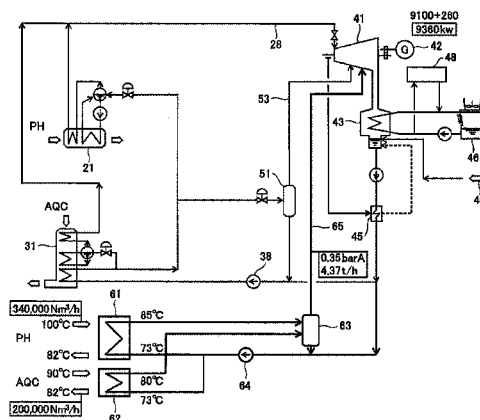 9100+260
9360kw
41
42
G
28
48
53
43
46
PH
21
51
45
65
AQC
31
38
0.35barA
4.37t/h
340,000Nm³/h
61
85℃
63
100℃
PH
82℃
73℃
AQC
90℃
80℃
64
82℃
73℃
200,000Nm³/h
62